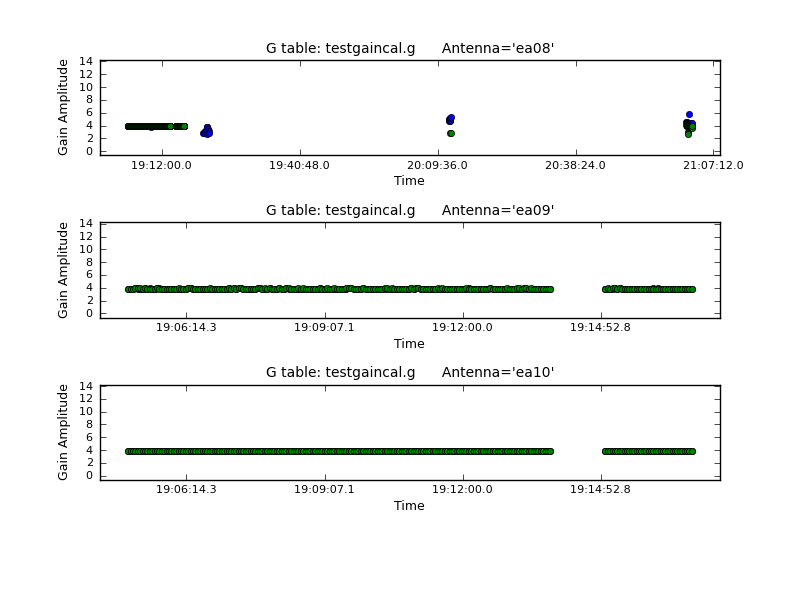 G table: testgaincal.g      Antenna='ea08'
14
12
10
8
6
4
2
0
Gain Amplitude
19:12:00.0 19:40:48.0 20:09:36.0 20:38:24.0 21:07:12.0
Time
G table: testgaincal.g      Antenna='ea09'
14
12
10
8
6
4
2
0
Gain Amplitude
19:06:14.3 19:09:07.1 19:12:00.0 19:14:52.8
Time
G table: testgaincal.g      Antenna='ea10'
14
12
10
8
6
4
2
0
Gain Amplitude
19:06:14.3 19:09:07.1 19:12:00.0 19:14:52.8
Time